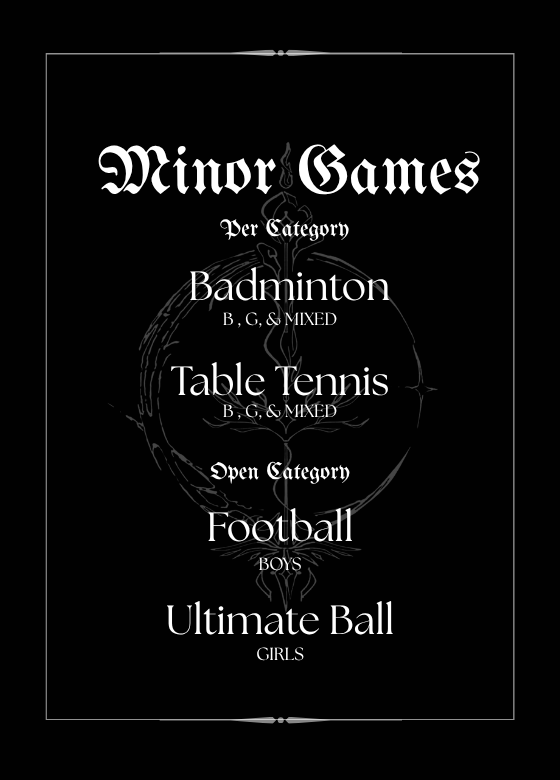 Minor Games
Per Category
Badminton
B , G, & MIXED
Table Tennis
B , G, & MIXED
Open Category
Football
BOYS
Ultimate Ball
GIRLS